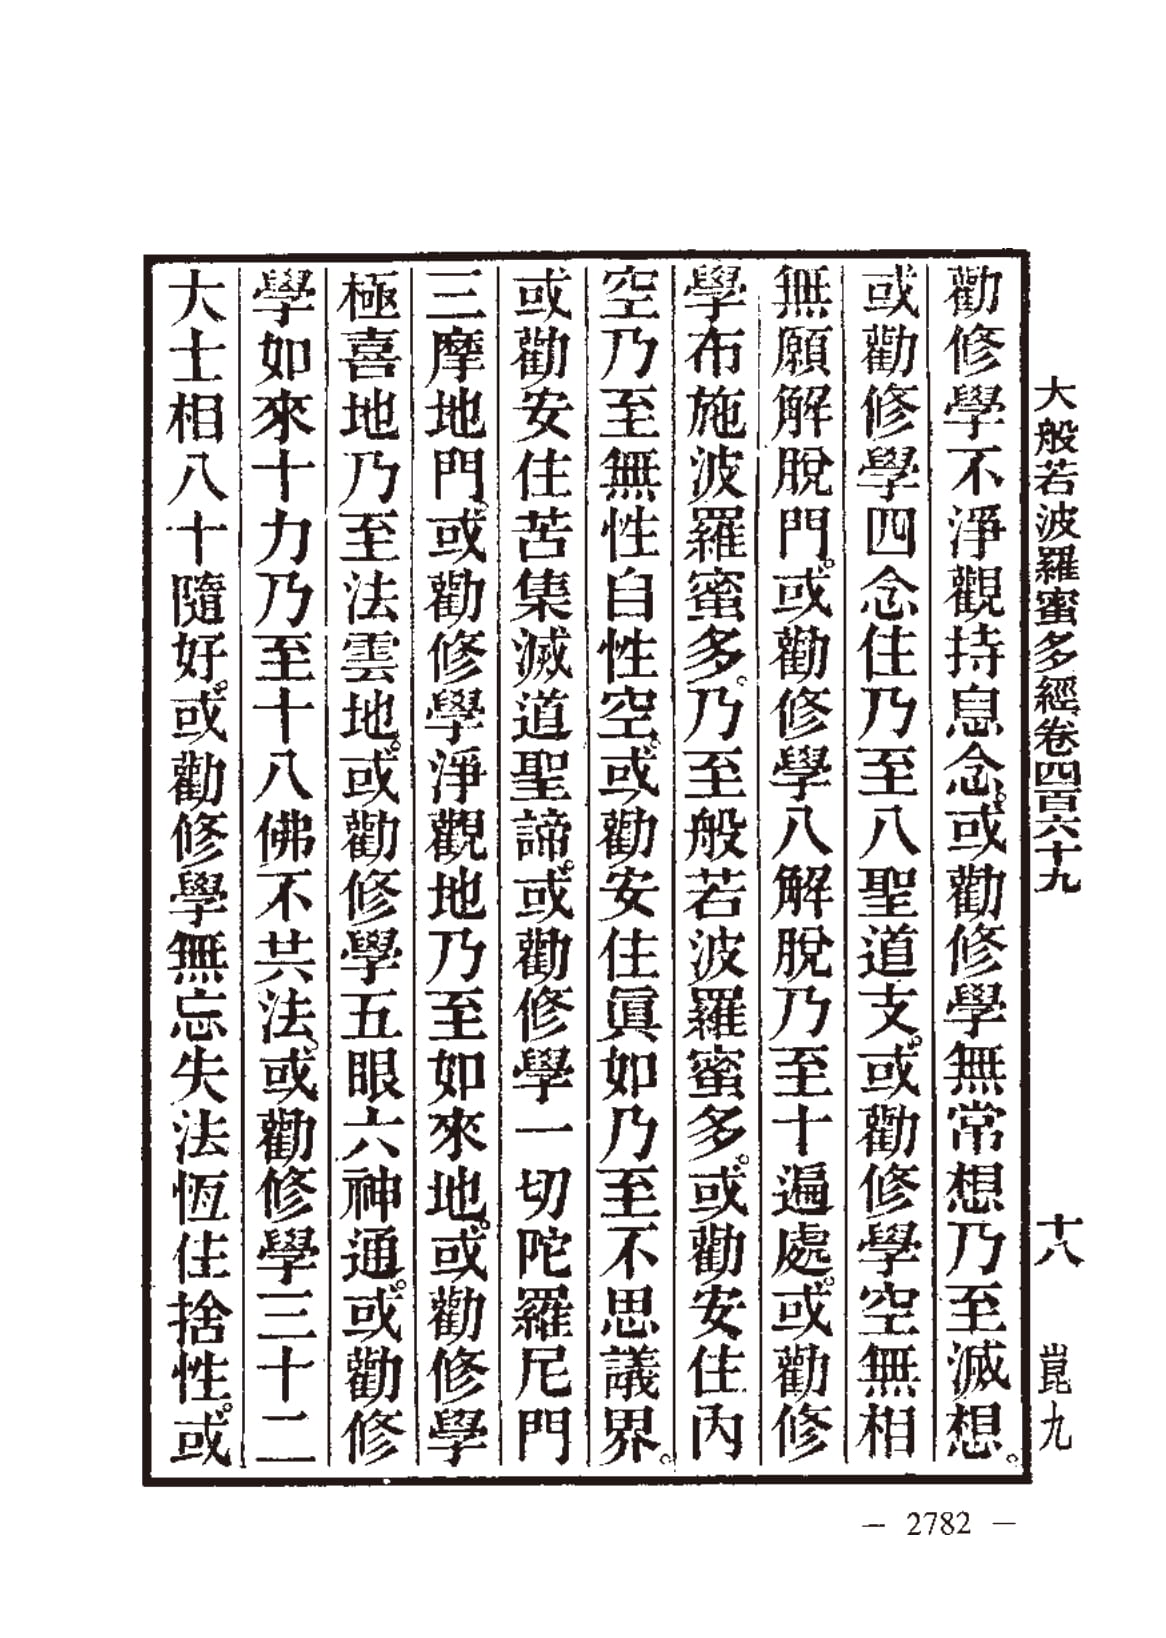 大般若波羅蜜多經卷四百六十九　十八　崑九
勸修學不淨觀持息念。或勸修學無常想乃至滅想。
或勸修學四念住乃至八聖道支。或勸修學空無相
無願解脫門。或勸修學八解脫乃至十遍處。或勸修
學布施波羅蜜多。乃至般若波羅蜜多。或勸安住內
空乃至無性自性空。或勸安住眞如乃至不思議界。
或勸安住苦集滅道聖諦。或勸修學一切陀羅尼門
三摩地門。或勸修學淨觀地乃至如來地。或勸修學
極喜地乃至法雲地。或勸修學五眼六神通。或勸修
學如來十力乃至十八佛不共法。或勸修學三十二
大士相八十隨好。或勸修學無忘失法恆住捨性。或
— 2782 —